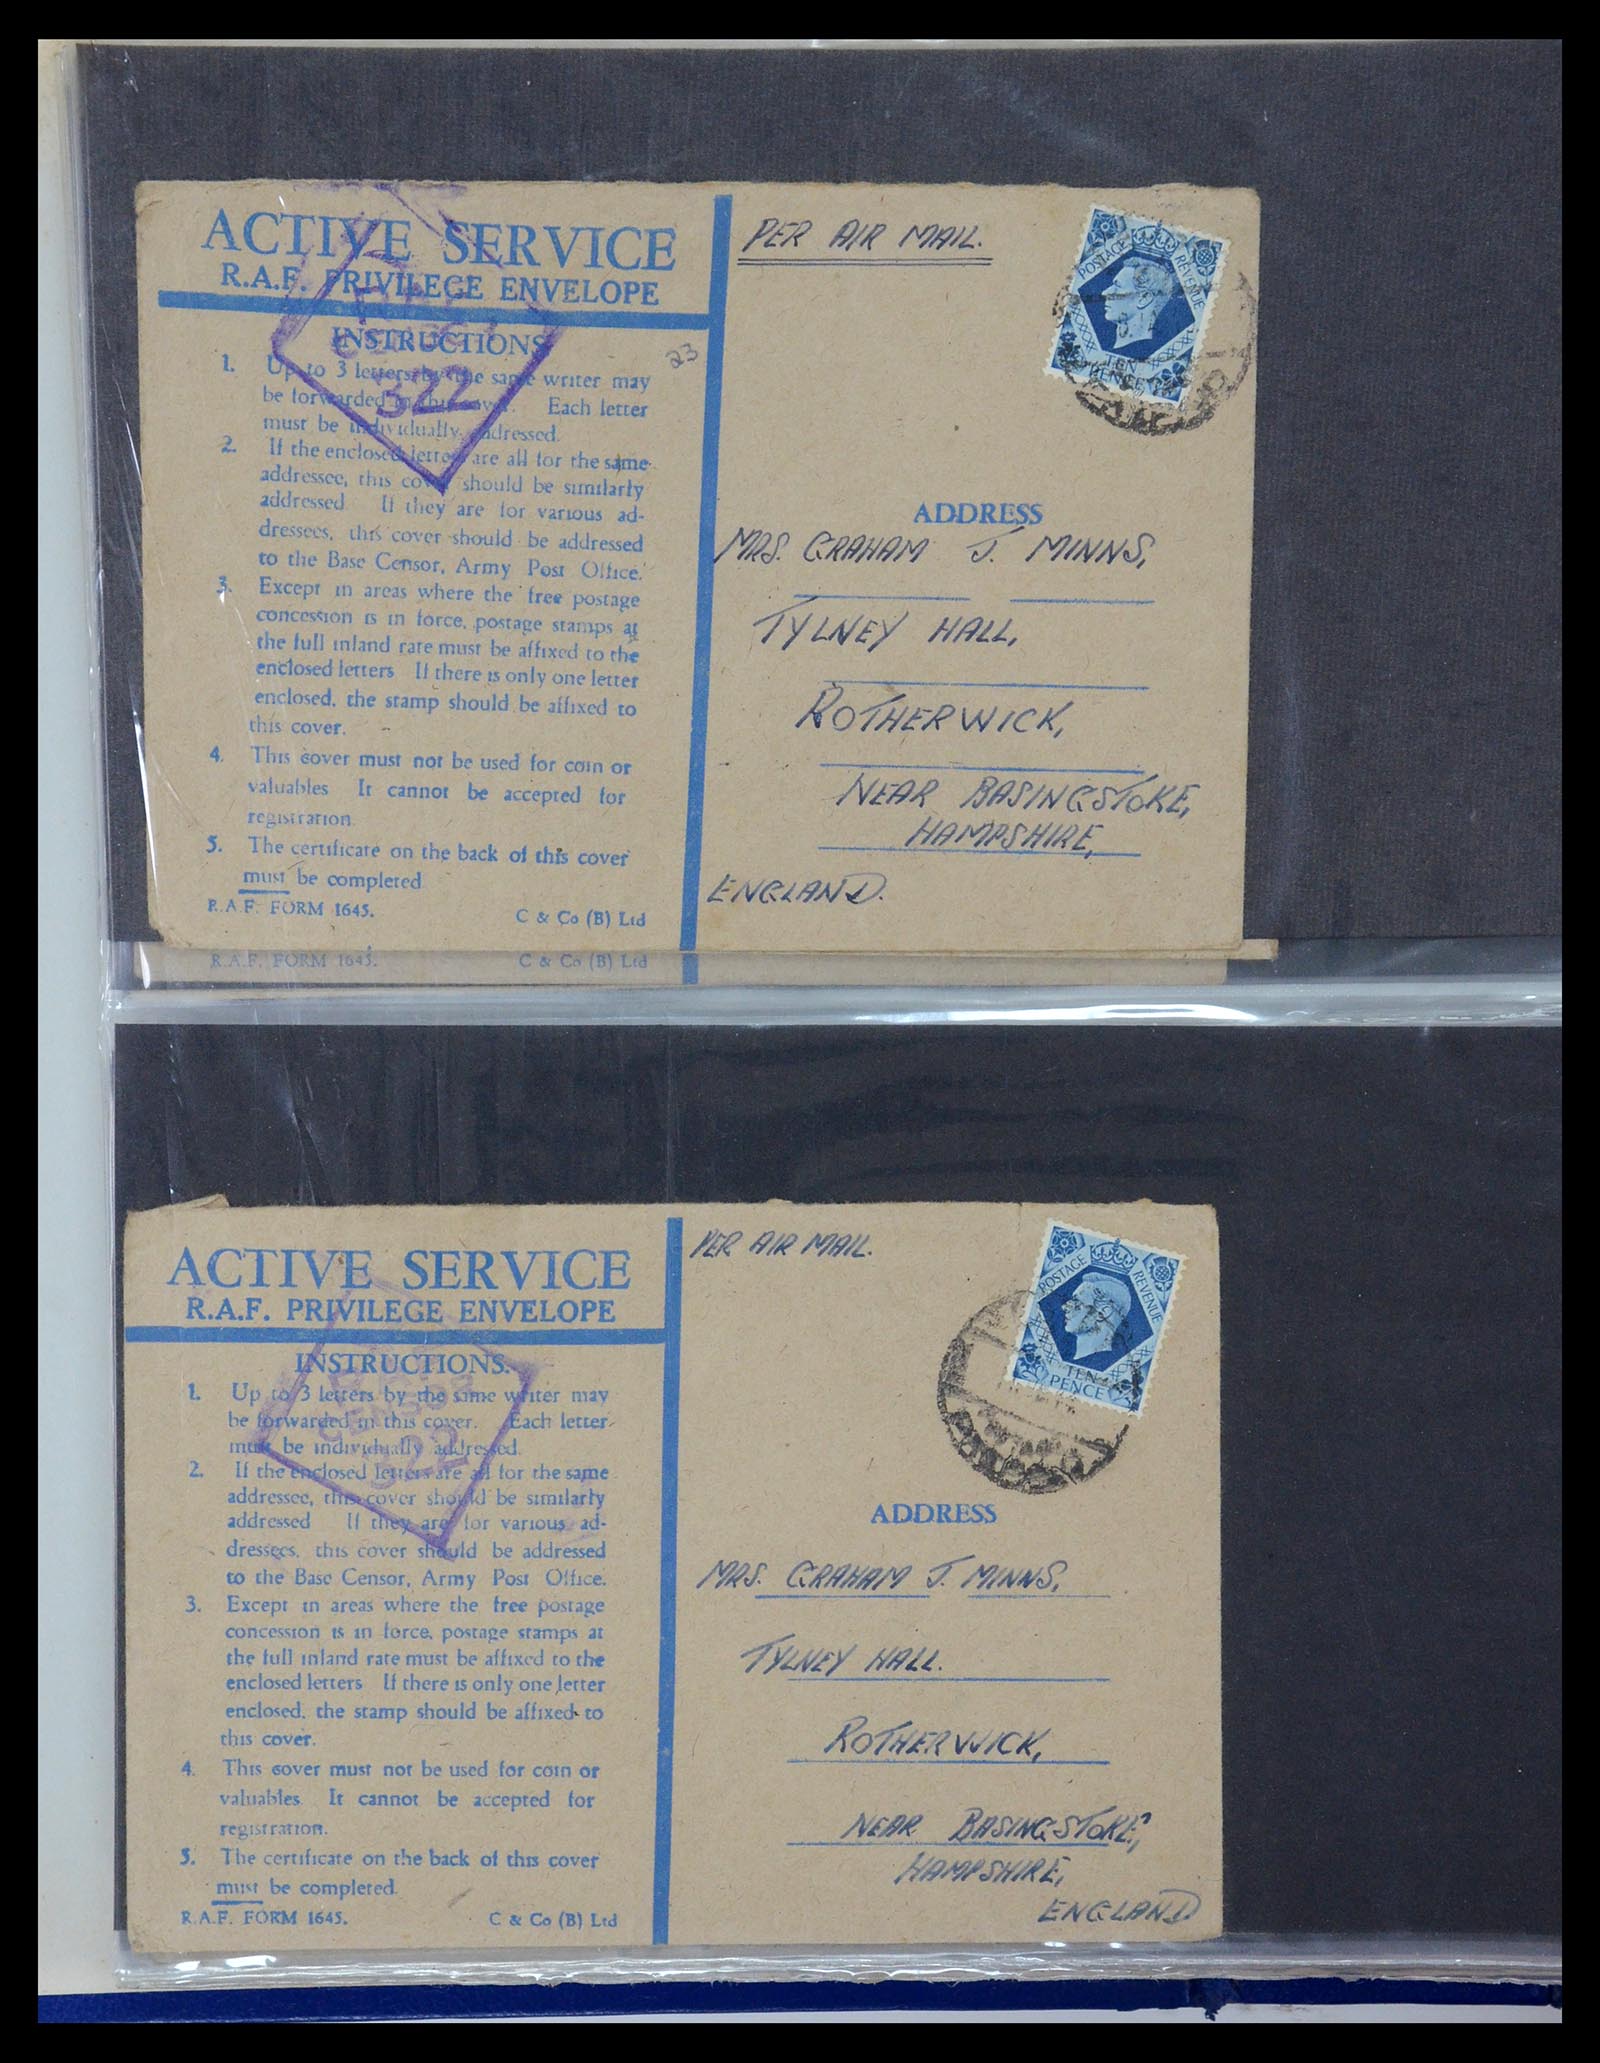 ACTIVE SERVICE
R.A.F. PRIVILEGE ENVELOPE
INSTRUCTIONS
1. Up to 3 letters by the same writer may
be forwarded in this cover. Each letter
must be individually addressed.
2. If the enclosed letters are all for the same
addressee, this cover should be similarly
addressed. If they are for various ad-
dressees, this cover should be addressed
to the Base Censor, Army Post Office.
3. Except in areas where the free postage
concession is in force, postage stamps at
the full inland rate must be affixed to the
enclosed letters If there is only one letter
enclosed, the stamp should be affixed to
this cover.
4. This cover must not be used for coin or
valuables It cannot be accepted for
registration.
5. The certificate on the back of this cover
must be completed
R.A.F. FORM 1645. C & Co (B) Ltd
R.A.F. FORM 1645. C & Co (B) Ltd
CENSOR
322
23
PER AIR MAIL.
POSTAGE REVENUE
TEN
PENCE
ADDRESS
MRS. GRAHAM J. MINNS,
TYLNEY HALL,
ROTHERWICK,
NEAR BASINGSTOKE,
HAMPSHIRE,
ENGLAND.
ACTIVE SERVICE
R.A.F. PRIVILEGE ENVELOPE
INSTRUCTIONS.
1. Up to 3 letters by the same writer may
be forwarded in this cover. Each letter
must be individually addressed.
2. If the enclosed letters are all for the same
addressee, this cover should be similarly
addressed If they are for various ad-
dressees, this cover should be addressed
to the Base Censor, Army Post Office.
3. Except in areas where the free postage
concession is in force, postage stamps at
the full inland rate must be affixed to the
enclosed letters If there is only one letter
enclosed, the stamp should be affixed to
this cover.
4. This cover must not be used for coin or
valuables. It cannot be accepted for
registration.
5. The certificate on the back of this cover
must be completed.
R.A.F. FORM 1645. C & Co (B) Ltd
CENSOR
322
PER AIR MAIL.
POSTAGE REVENUE
TEN
PENCE
ADDRESS
MRS. GRAHAM J. MINNS,
TYLNEY HALL.
ROTHERWICK,
NEAR BASINGSTOKE,
HAMPSHIRE,
ENGLAND